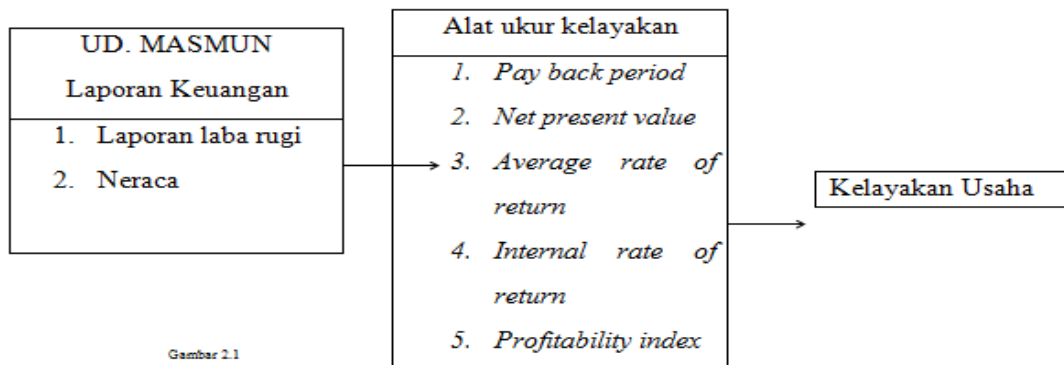 UD. MASMUN
Laporan Keuangan
1. Laporan laba rugi
2. Neraca
Alat ukur kelayakan
1. Pay back period
2. Net present value
3. Average rate of
return
4. Internal rate of
return
5. Profitability index
Kelayakan Usaha
Gambar 2.1